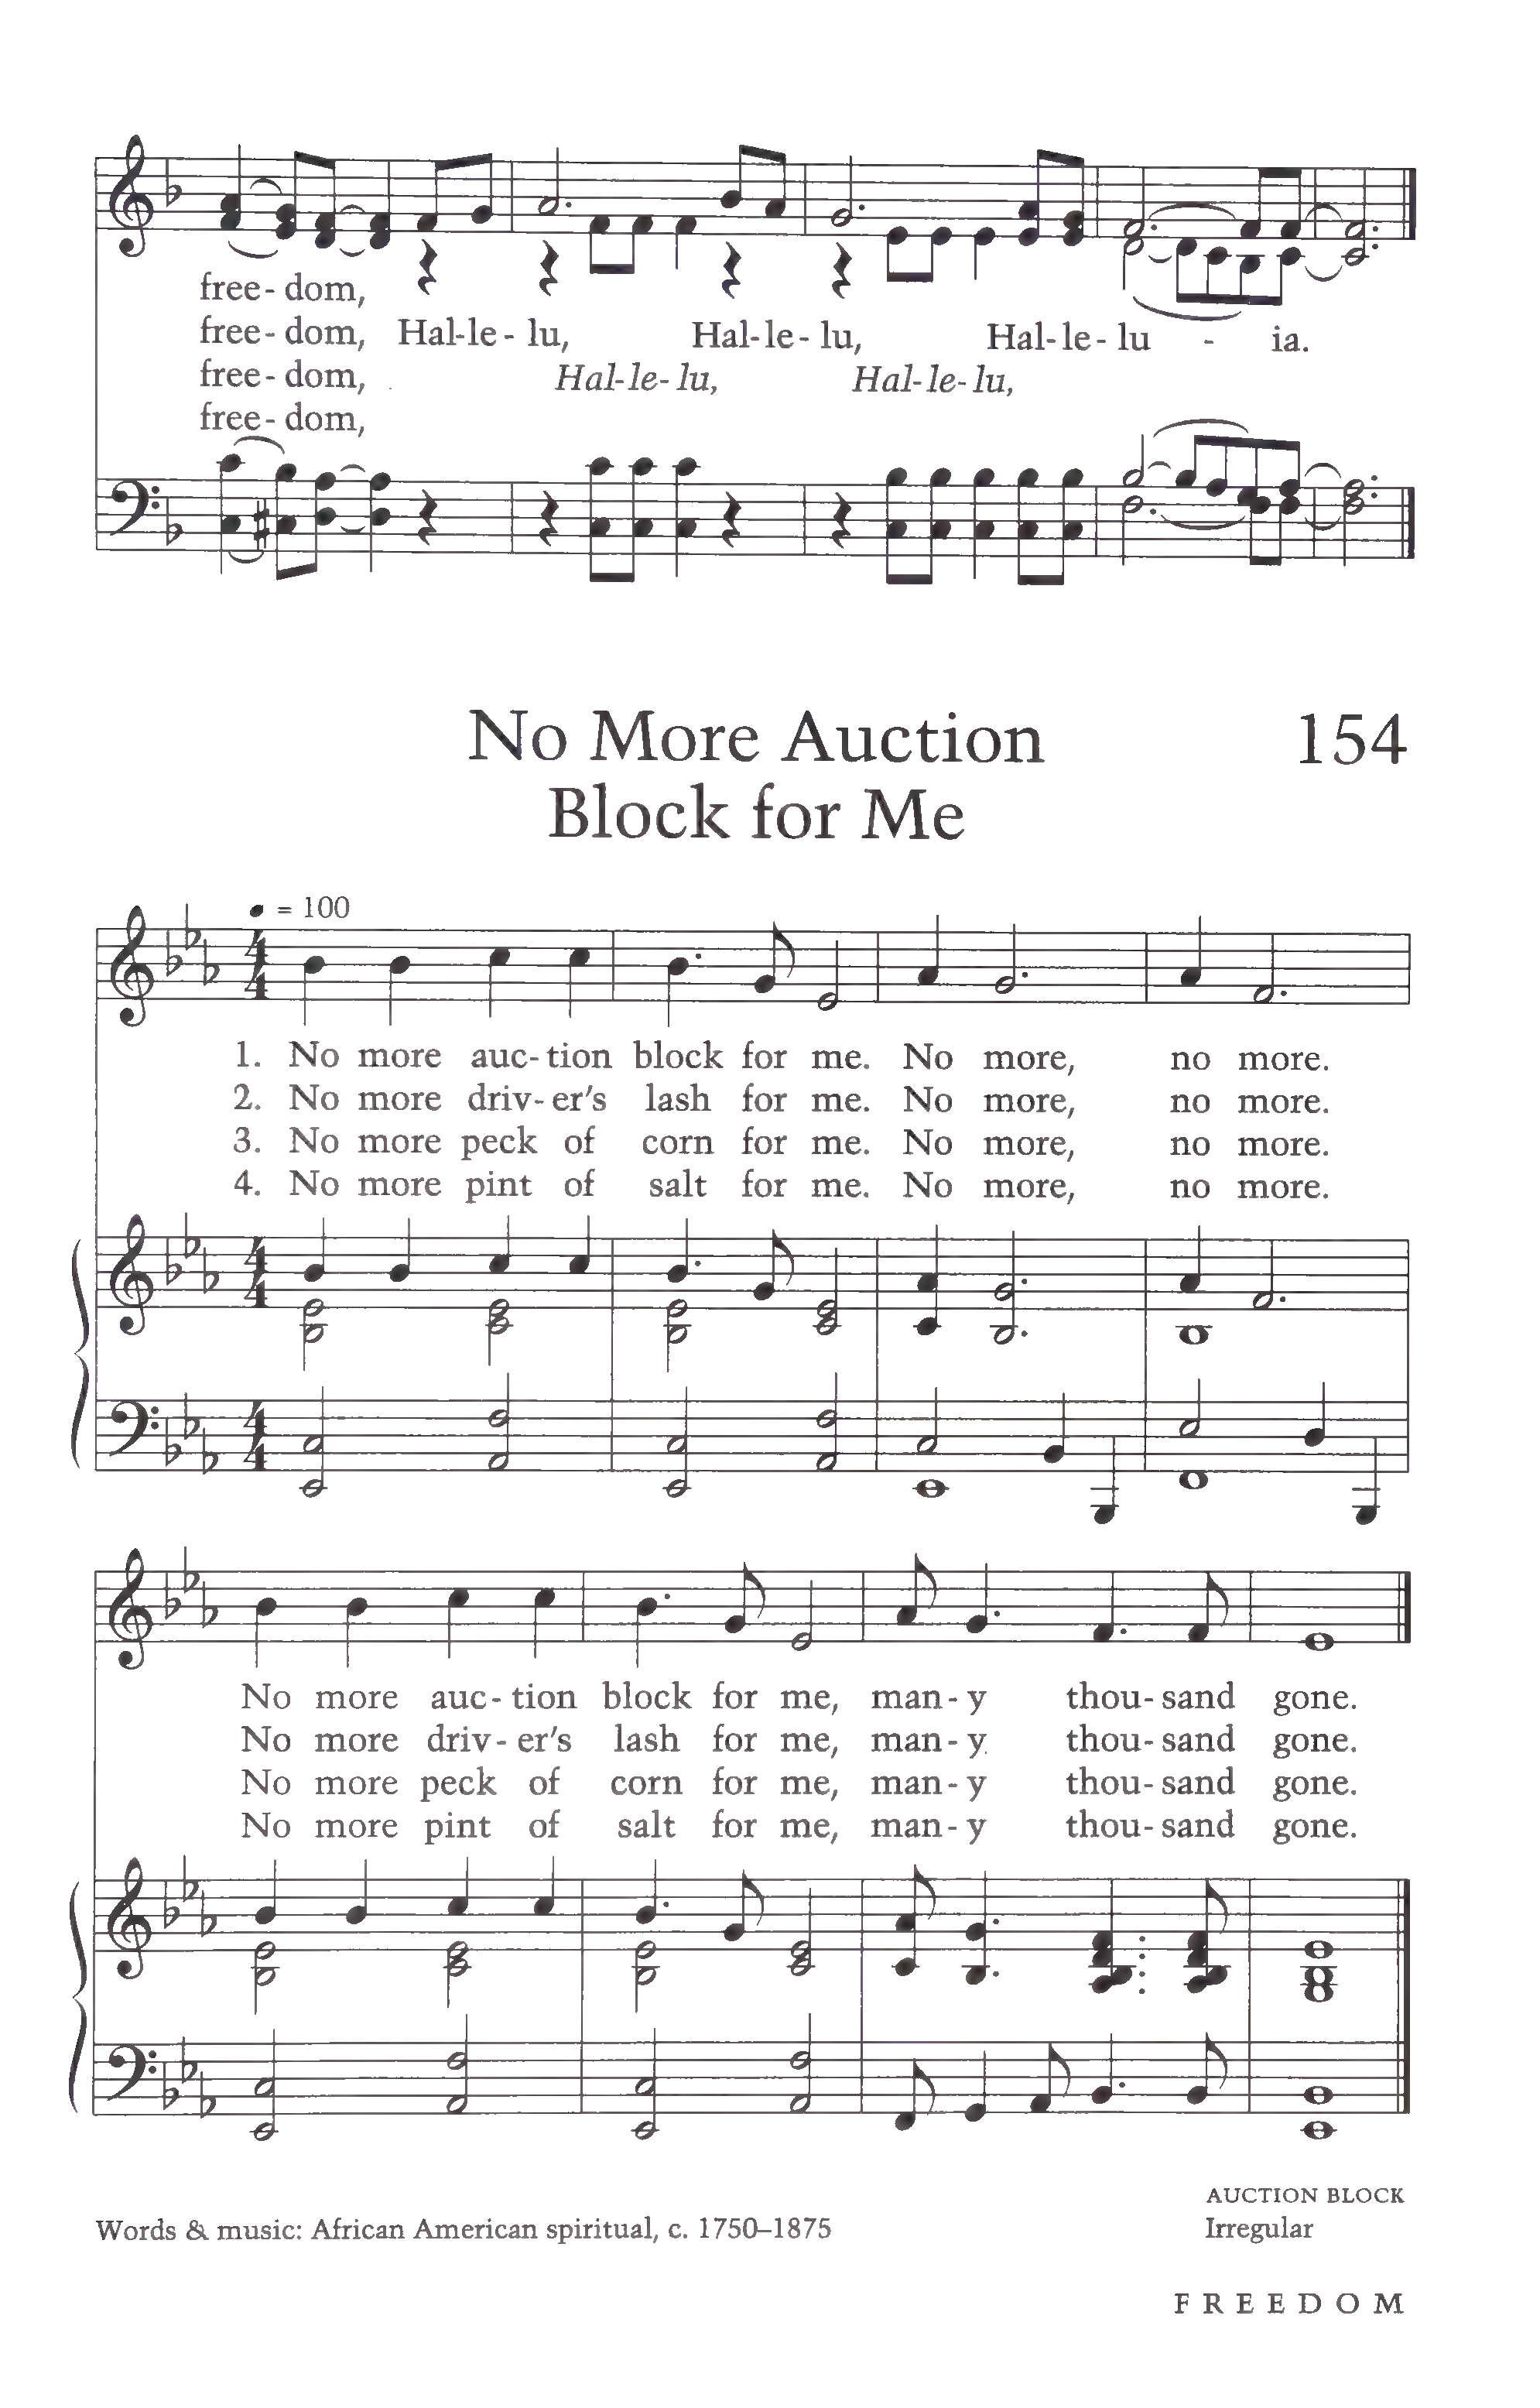 free- dom,
free- dom, Hal-le- lu, Hal-le- lu, Hal-le-lu - ia.
free- dom, Hal-le-lu, Hal-le-lu,
free- dom,
No More Auction 154
Block for Me
= 100
1. No more auc-tion block for me. No more, no more.
2. No more driv-er's lash for me. No more, no more.
3. No more peck of corn for me. No more, no more.
4. No more pint of salt for me. No more, no more.
No more auc-tion block for me, man-y thou-sand gone.
No more driv-er's lash for me, man-y thou-sand gone.
No more peck of corn for me, man-y thou-sand gone.
No more pint of salt for me, man-y thou-sand gone.
AUCTION BLOCK
Words & music: African American spiritual, c. 1750–1875 Irregular
FREEDOM